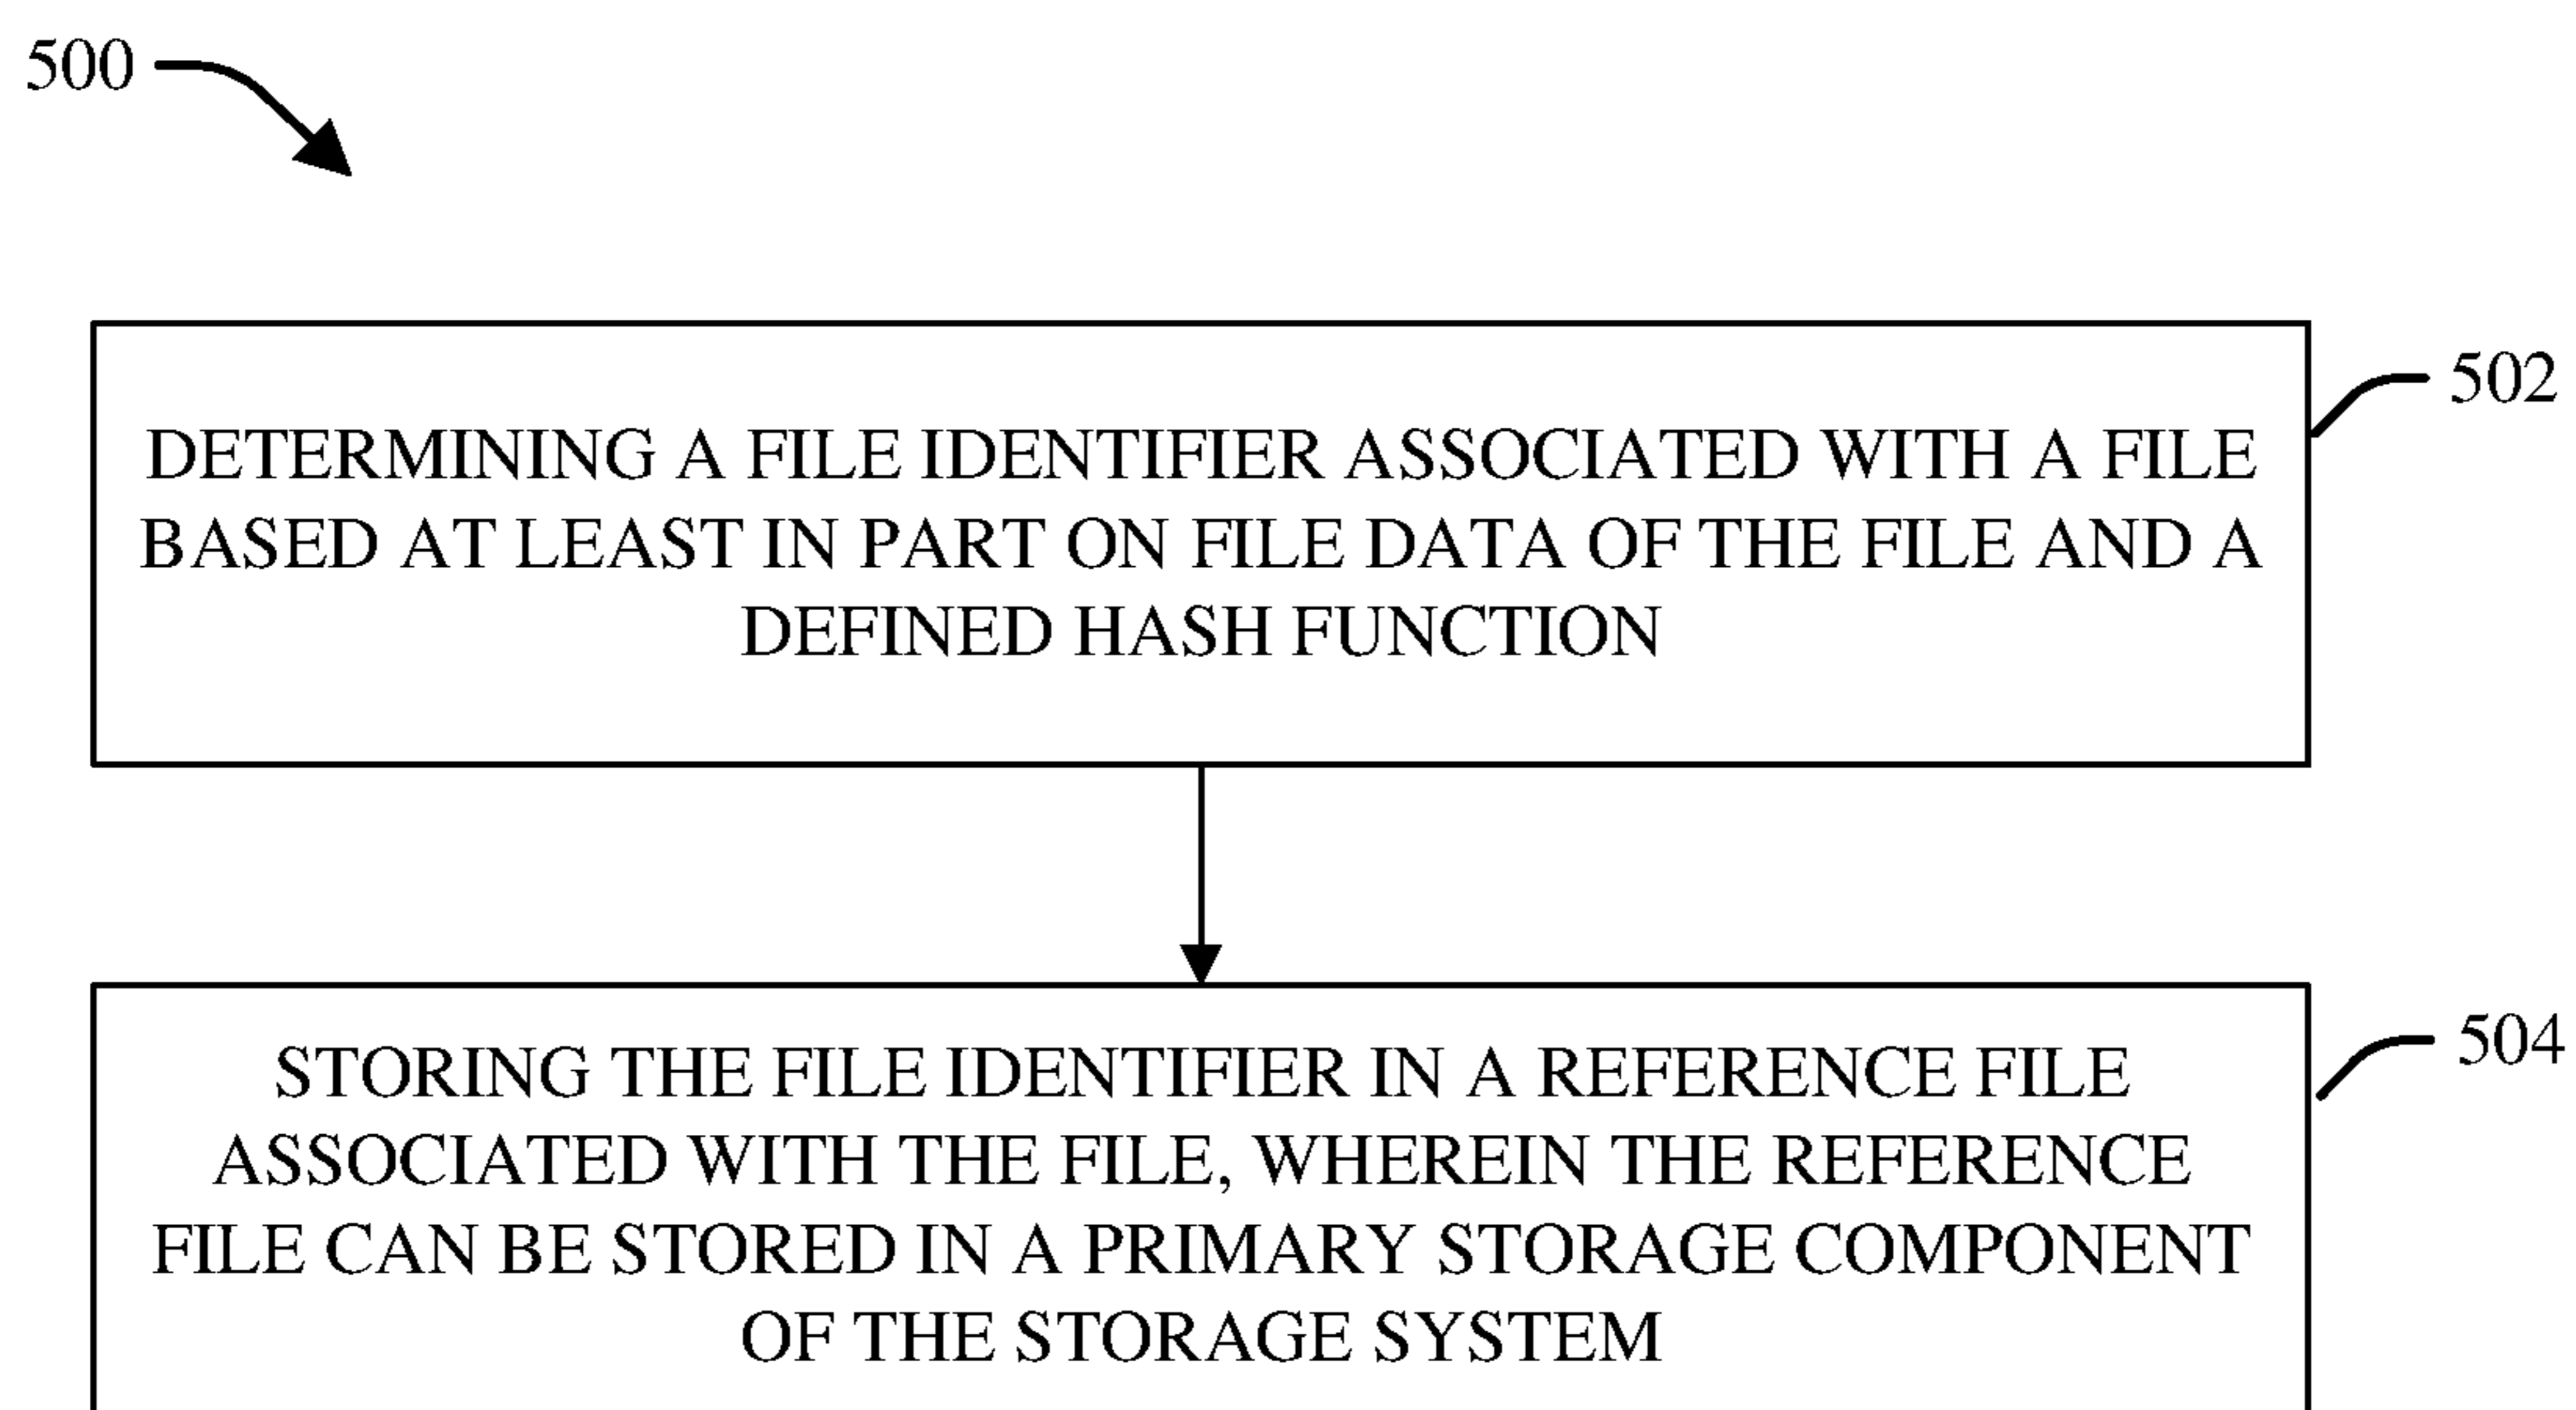 500
502
DETERMINING A FILE IDENTIFIER ASSOCIATED WITH A FILE
BASED AT LEAST IN PART ON FILE DATA OF THE FILE AND A
DEFINED HASH FUNCTION
504
STORING THE FILE IDENTIFIER IN A REFERENCE FILE
ASSOCIATED WITH THE FILE, WHEREIN THE REFERENCE
FILE CAN BE STORED IN A PRIMARY STORAGE COMPONENT
OF THE STORAGE SYSTEM